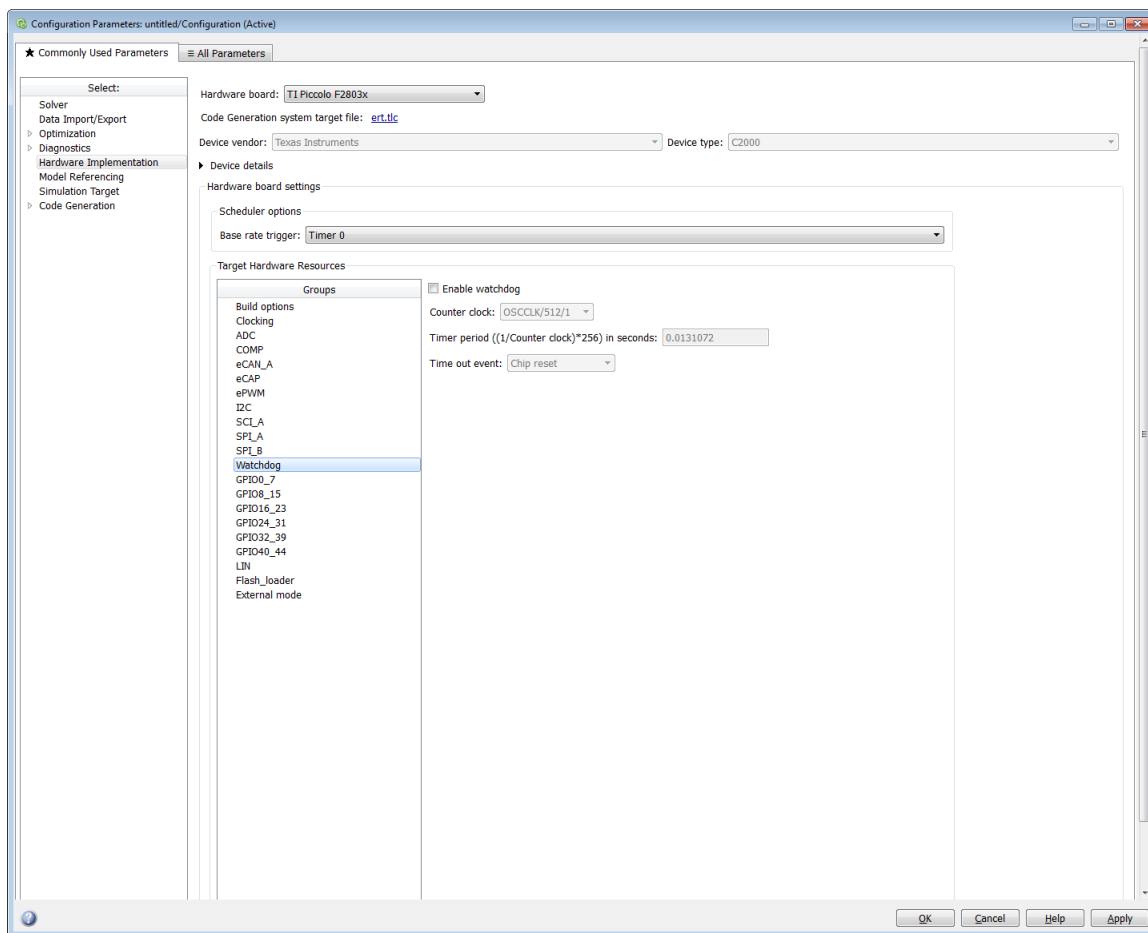 Configuration Parameters: untitled/Configuration (Active)
★ Commonly Used Parameters
≡ All Parameters
Select:
Solver
Data Import/Export
Optimization
Diagnostics
Hardware Implementation
Model Referencing
Simulation Target
Code Generation
Hardware board: TI Piccolo F2803x
Code Generation system target file: ert.tlc
Device vendor: Texas Instruments
Device type: C2000
Device details
Hardware board settings
Scheduler options
Base rate trigger: Timer 0
Target Hardware Resources
Groups
Build options
Clocking
ADC
COMP
eCAN_A
eCAP
ePWM
I2C
SCI_A
SPI_A
SPI_B
Watchdog
GPIO0_7
GPIO8_15
GPIO16_23
GPIO24_31
GPIO32_39
GPIO40_44
LIN
Flash_loader
External mode
Enable watchdog
Counter clock: OSCCLK/512/1
Timer period ((1/Counter clock)*256) in seconds: 0.0131072
Time out event: Chip reset
OK
Cancel
Help
Apply